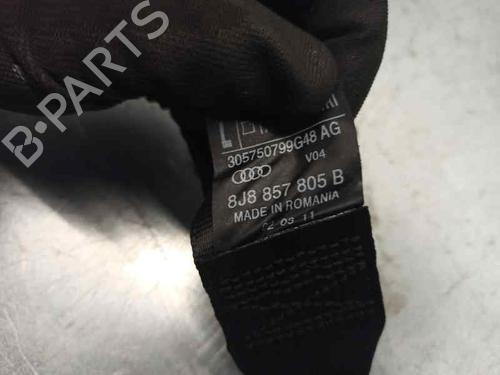 L
305750799G48 AG
V04
8J8 857 805 B
MADE IN ROMANIA
B-PARTS